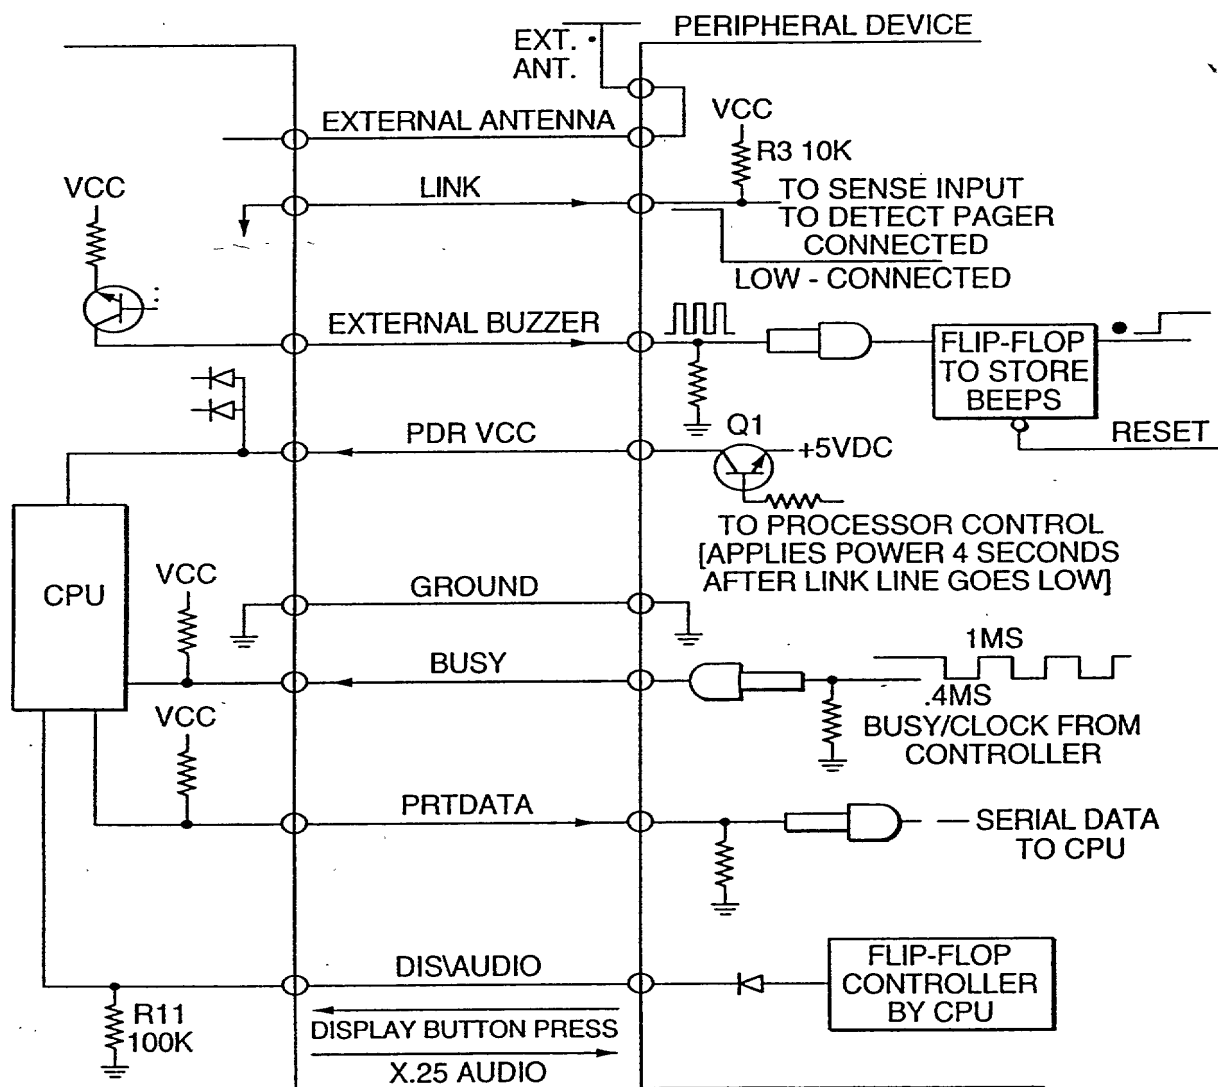 PERIPHERAL DEVICE
EXT.
ANT.
EXTERNAL ANTENNA
VCC
R3 10K
VCC
LINK
TO SENSE INPUT
TO DETECT PAGER
CONNECTED
LOW - CONNECTED
EXTERNAL BUZZER
FLIP-FLOP
TO STORE
BEEPS
RESET
PDR VCC
Q1
+5VDC
TO PROCESSOR CONTROL
[APPLIES POWER 4 SECONDS
AFTER LINK LINE GOES LOW]
CPU
VCC
GROUND
BUSY
1MS
.4MS
BUSY/CLOCK FROM
CONTROLLER
VCC
PRTDATA
SERIAL DATA
TO CPU
DIS\AUDIO
FLIP-FLOP
CONTROLLER
BY CPU
R11
100K
DISPLAY BUTTON PRESS
X.25 AUDIO